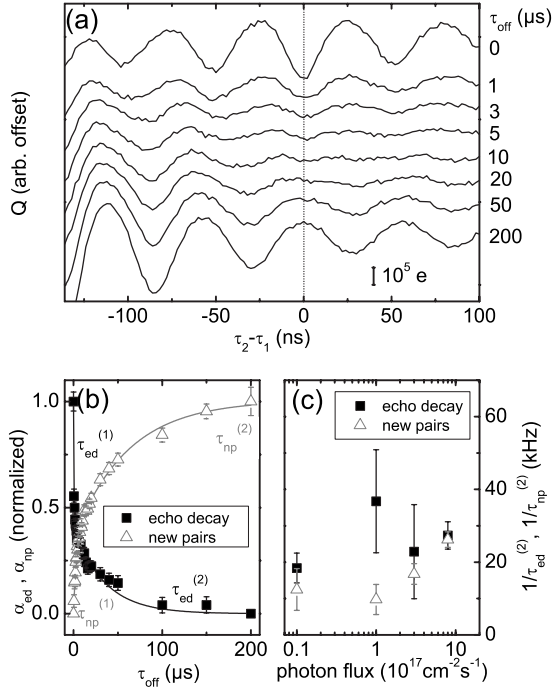 (a)
τoff (μs)
0
1
3
5
10
20
50
200
Q (arb. offset)
10⁵ e
-100 -50 0 50 100
τ₂-τ₁ (ns)
(b)
1.0
0.5
0.0
αed , αnp (normalized)
τed(1)
τnp(2)
echo decay
new pairs
τed(2)
τnp(1)
0 50 100 150 200
τoff (μs)
(c)
echo decay
new pairs
60
40
20
0
1/τed(2), 1/τnp(2) (kHz)
0.1 1 10
photon flux (10¹⁷cm⁻²s⁻¹)